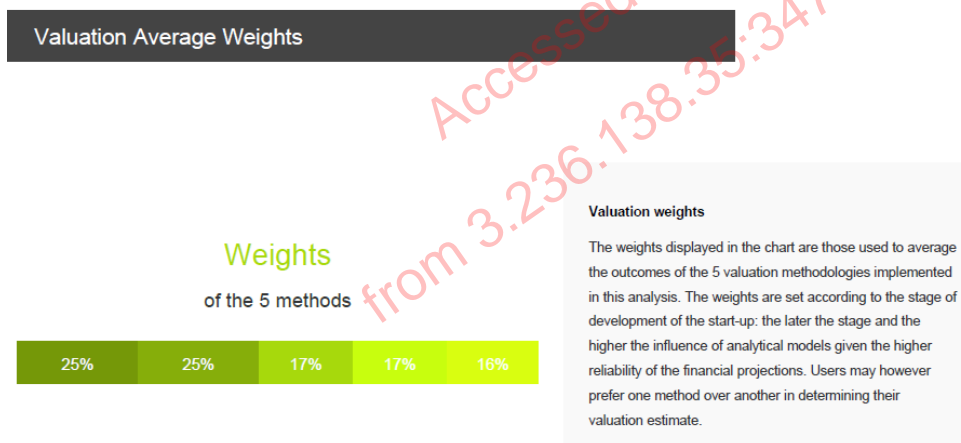 Valuation Average Weights
Accessed
from 3.236.138.35:347
Weights
of the 5 methods
25% 25% 17% 17% 16%
Valuation weights
The weights displayed in the chart are those used to average
the outcomes of the 5 valuation methodologies implemented
in this analysis. The weights are set according to the stage of
development of the start-up: the later the stage and the
higher the influence of analytical models given the higher
reliability of the financial projections. Users may however
prefer one method over another in determining their
valuation estimate.